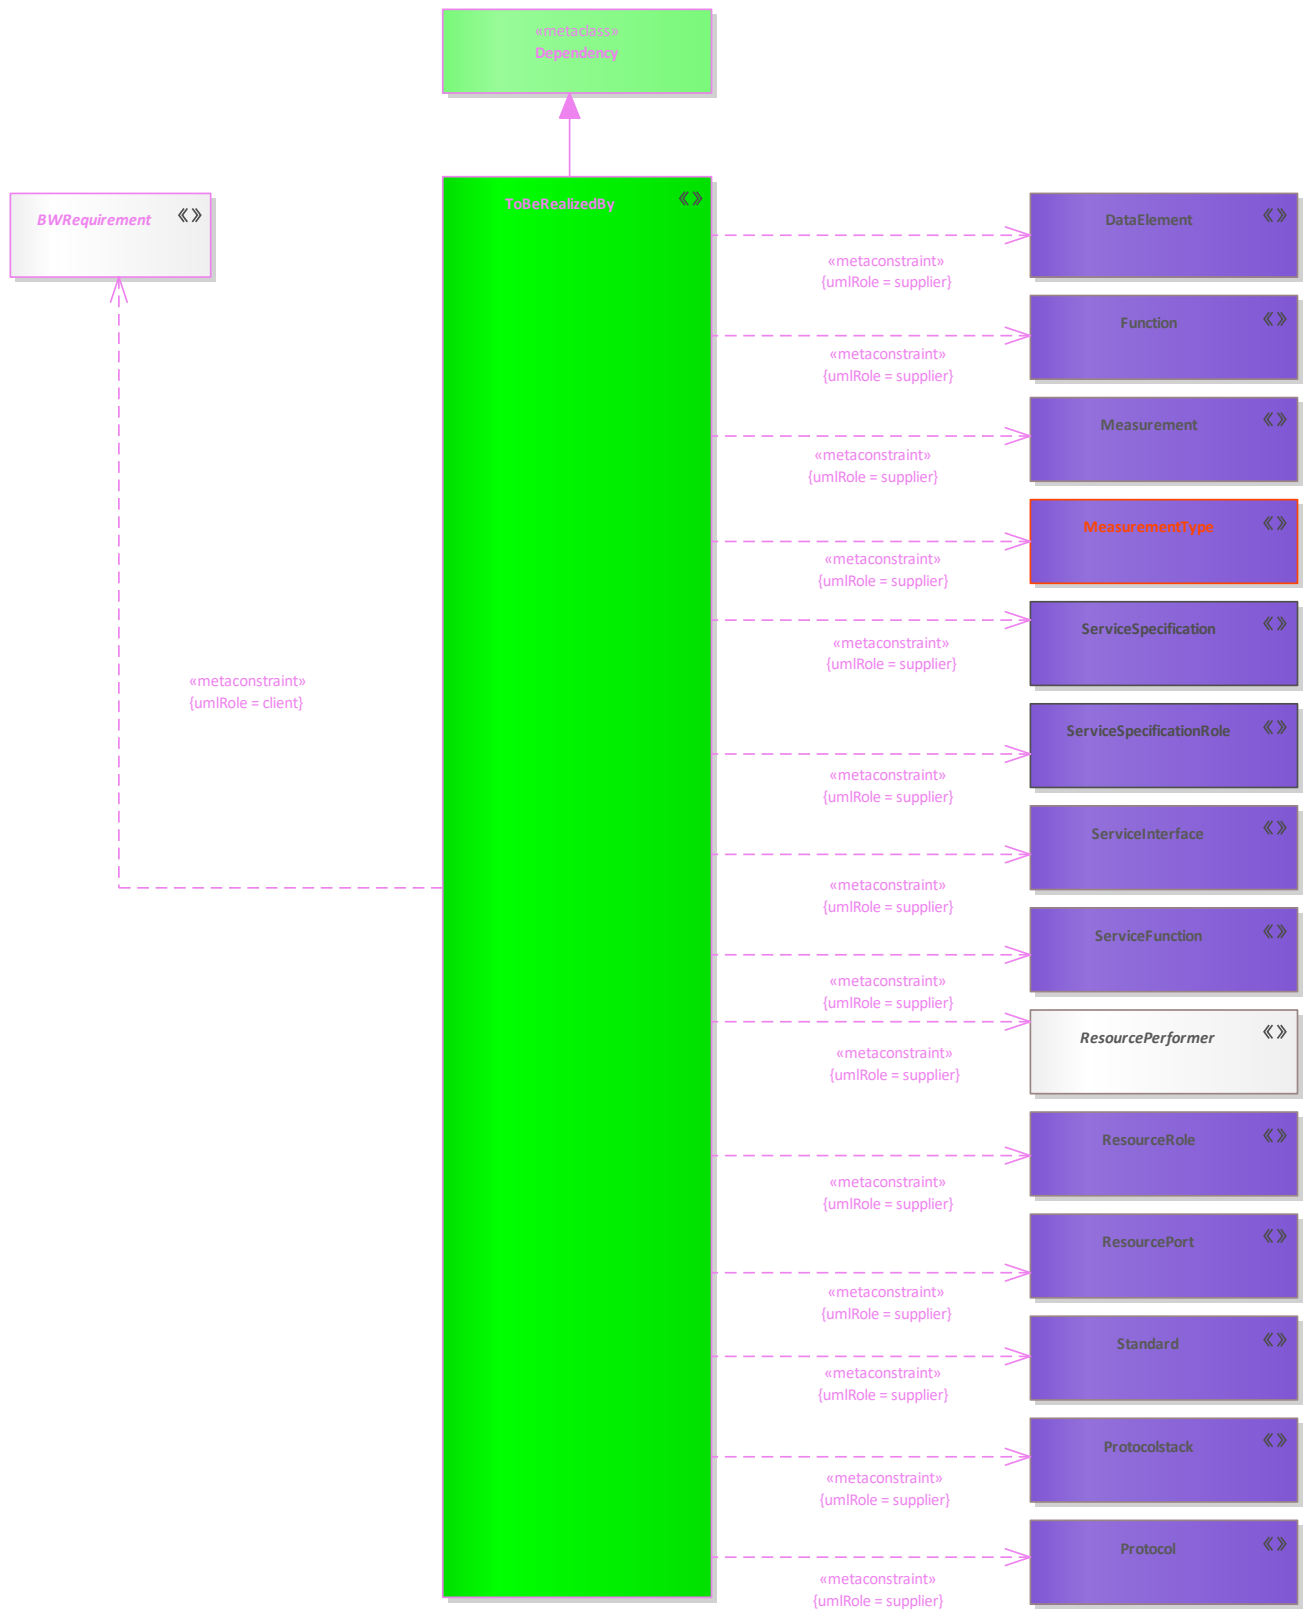 «metaclass»
Dependency
ToBeRealizedBy
BWRequirement
«metaconstraint»
{umlRole = client}
DataElement
«metaconstraint»
{umlRole = supplier}
Function
«metaconstraint»
{umlRole = supplier}
Measurement
«metaconstraint»
{umlRole = supplier}
MeasurementType
«metaconstraint»
{umlRole = supplier}
ServiceSpecification
«metaconstraint»
{umlRole = supplier}
ServiceSpecificationRole
«metaconstraint»
{umlRole = supplier}
ServiceInterface
«metaconstraint»
{umlRole = supplier}
ServiceFunction
«metaconstraint»
{umlRole = supplier}
ResourcePerformer
«metaconstraint»
{umlRole = supplier}
ResourceRole
«metaconstraint»
{umlRole = supplier}
ResourcePort
«metaconstraint»
{umlRole = supplier}
Standard
«metaconstraint»
{umlRole = supplier}
Protocolstack
«metaconstraint»
{umlRole = supplier}
Protocol
«metaconstraint»
{umlRole = supplier}